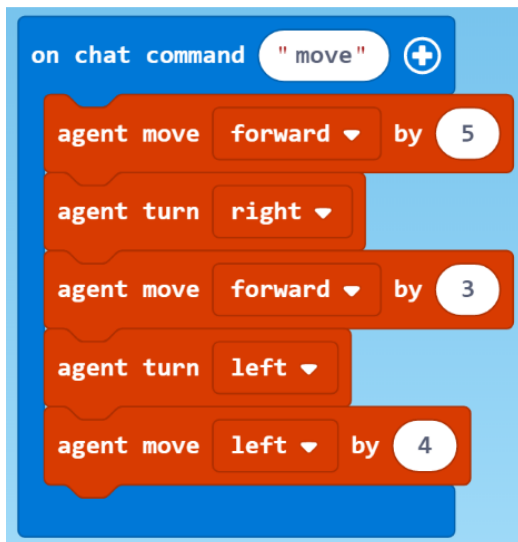 on chat command "move"
agent move forward by 5
agent turn right
agent move forward by 3
agent turn left
agent move left by 4